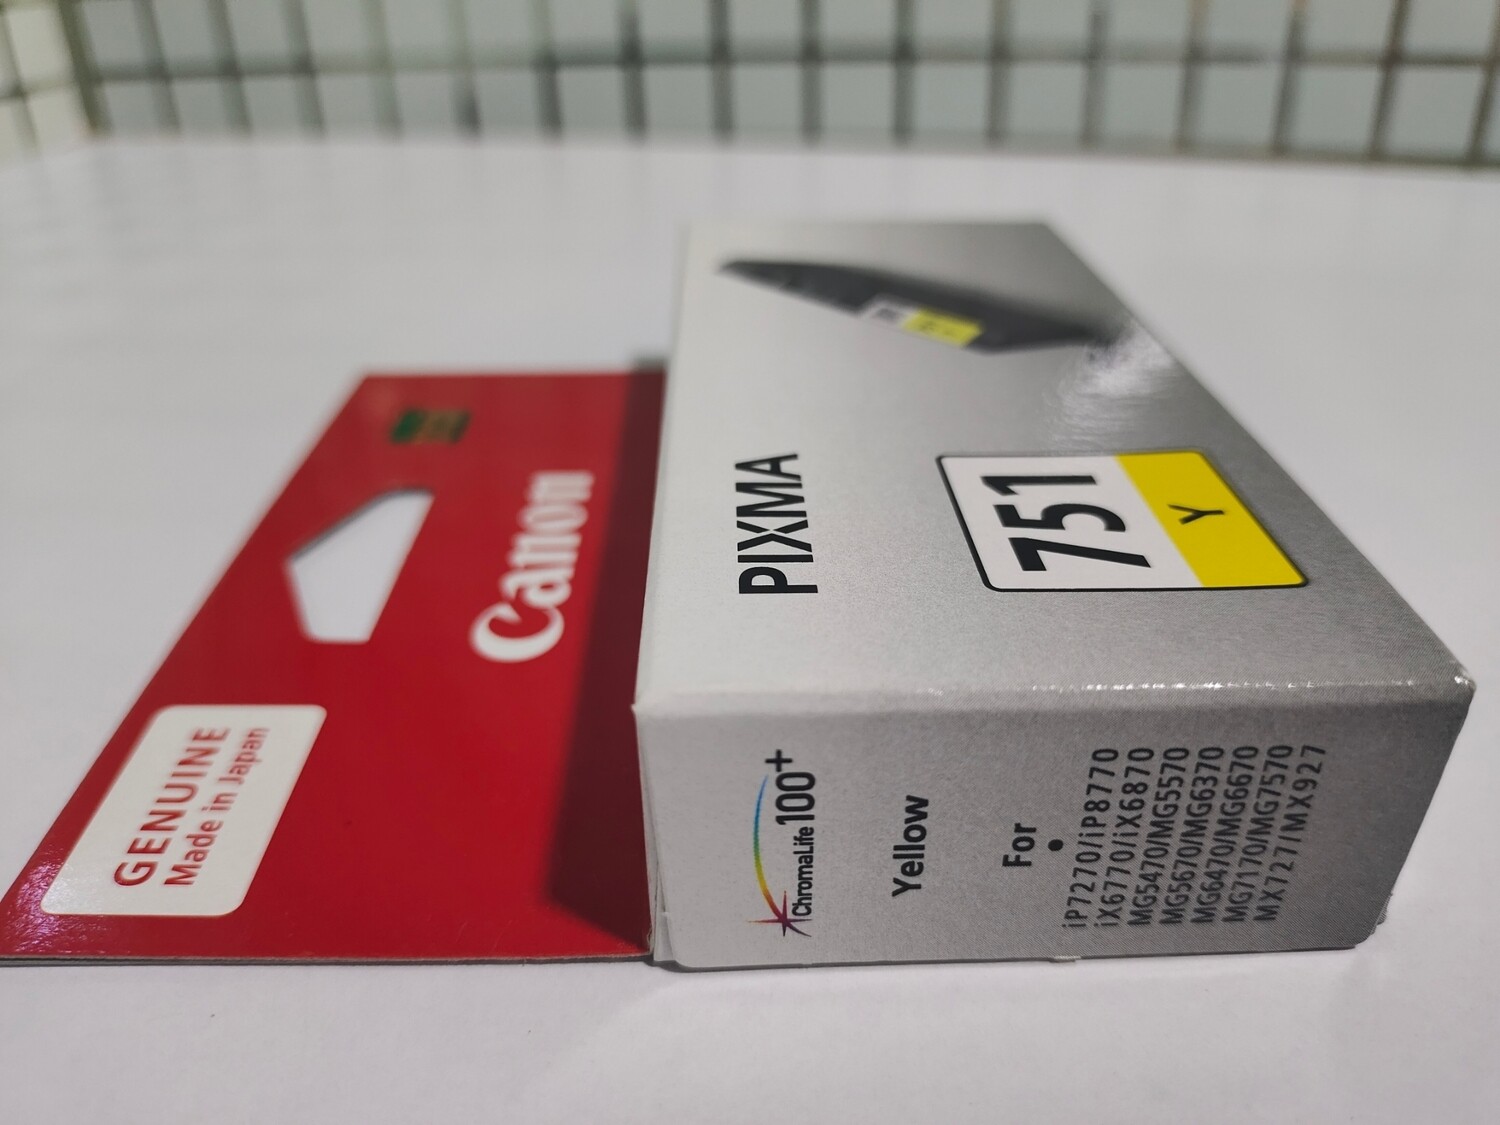 Canon
GENUINE
Made in Japan
PIXMA
751
Y
ChromaLife100+
Yellow
For
iP7270/iP8770
iX6770/iX6870
MG5470/MG5570
MG5670/MG6370
MG6470/MG6670
MG7170/MG7570
MX727/MX927